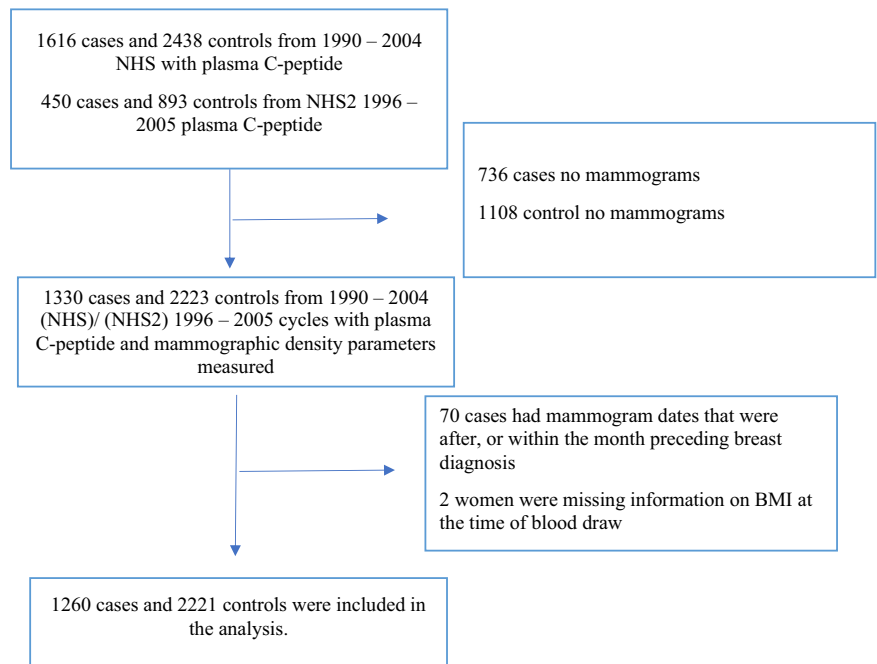 1616 cases and 2438 controls from 1990 – 2004
NHS with plasma C-peptide
450 cases and 893 controls from NHS2 1996 –
2005 plasma C-peptide
736 cases no mammograms
1108 control no mammograms
1330 cases and 2223 controls from 1990 – 2004
(NHS)/ (NHS2) 1996 – 2005 cycles with plasma
C-peptide and mammographic density parameters
measured
70 cases had mammogram dates that were
after, or within the month preceding breast
diagnosis
2 women were missing information on BMI at
the time of blood draw
1260 cases and 2221 controls were included in
the analysis.